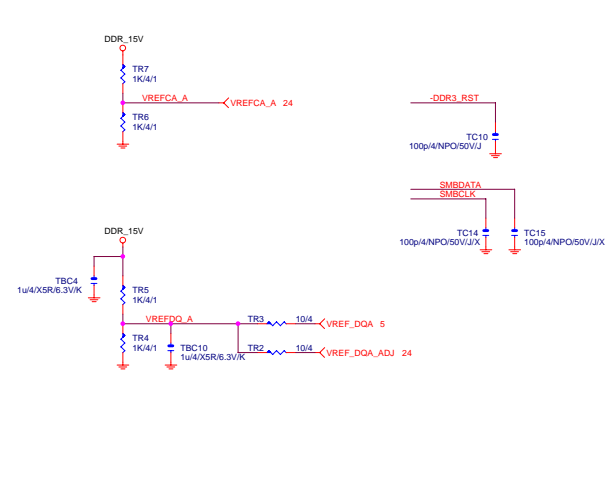 DDR_15V
TR7
1K/4/1
VREFCA_A
VREFCA_A 24
TR6
1K/4/1
-DDR3_RST
TC10
100p/4/NPO/50V/J
SMBDATA
SMBCLK
TC14
100p/4/NPO/50V/J/X
TC15
100p/4/NPO/50V/J/X
DDR_15V
TBC4
1u/4/X5R/6.3V/K
TR5
1K/4/1
VREFDQ_A
TR3 10/4
VREF_DQA 5
TR4
1K/4/1
TBC10
1u/4/X5R/6.3V/K
TR2 10/4
VREF_DQA_ADJ 24